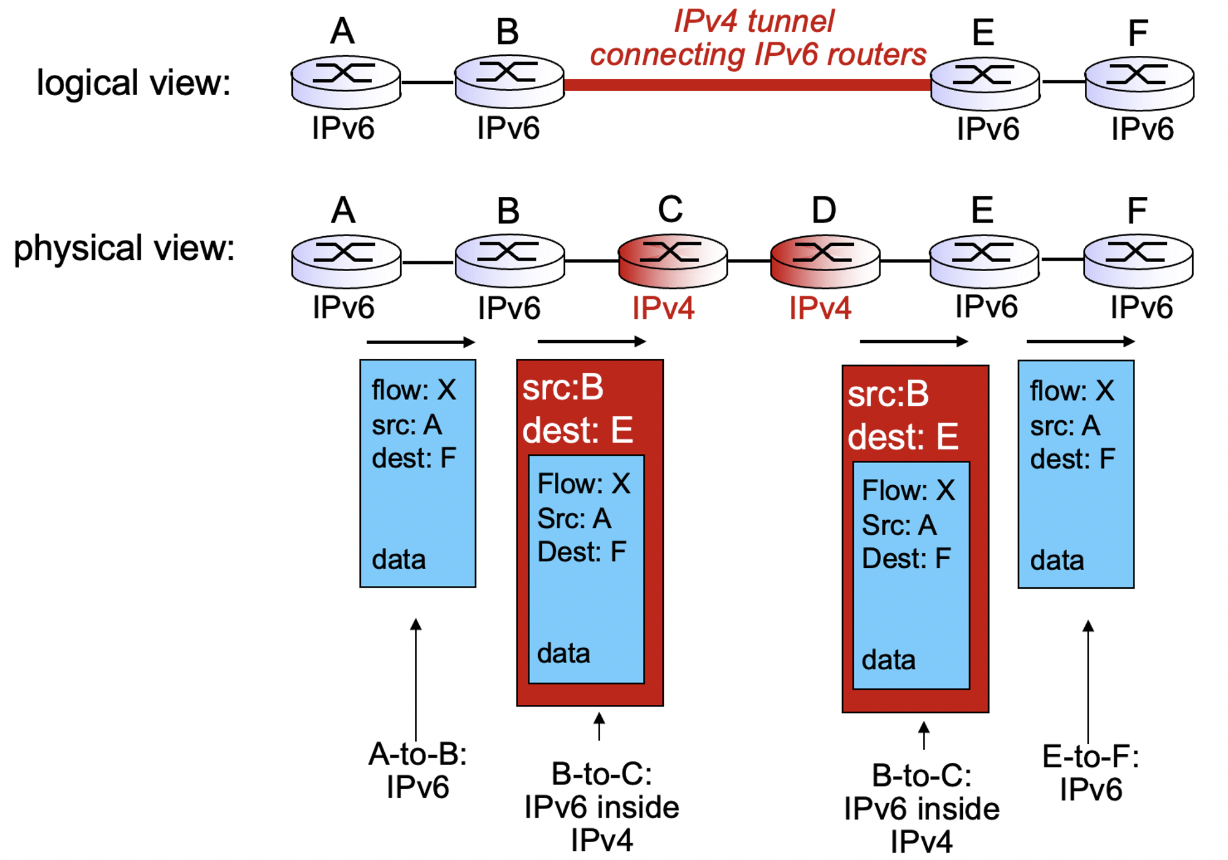 IPv4 tunnel
connecting IPv6 routers
A
B
E
F
logical view:
IPv6
IPv6
IPv6
IPv6
A
B
C
D
E
F
physical view:
IPv6
IPv6
IPv4
IPv4
IPv6
IPv6
flow: X
src: A
dest: F
data
src:B
dest: E
Flow: X
Src: A
Dest: F
data
src:B
dest: E
Flow: X
Src: A
Dest: F
data
flow: X
src: A
dest: F
data
A-to-B:
IPv6
B-to-C:
IPv6 inside
IPv4
B-to-C:
IPv6 inside
IPv4
E-to-F:
IPv6